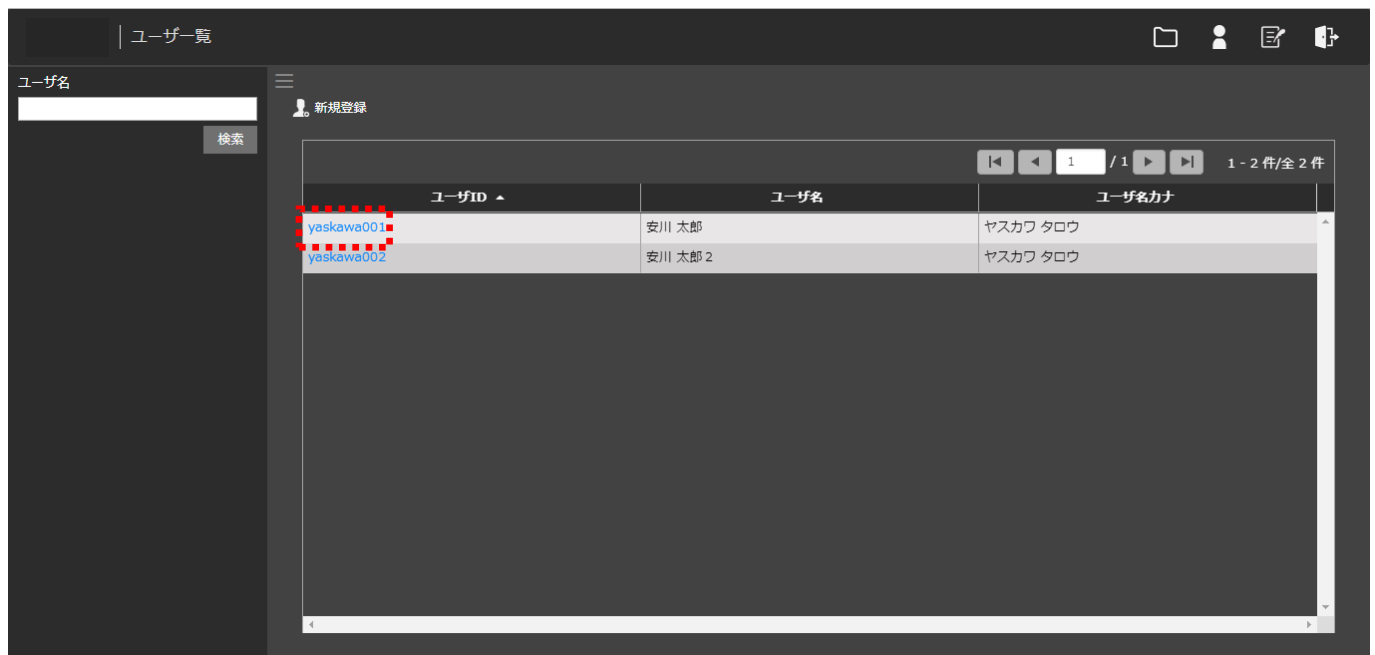 ユーザ一覧
ユーザ名
検索
新規登録
1 / 1 1 - 2 件/全 2 件
ユーザID ユーザ名 ユーザ名カナ
yaskawa001 安川 太郎 ヤスカワ タロウ
yaskawa002 安川 太郎２ ヤスカワ タロウ